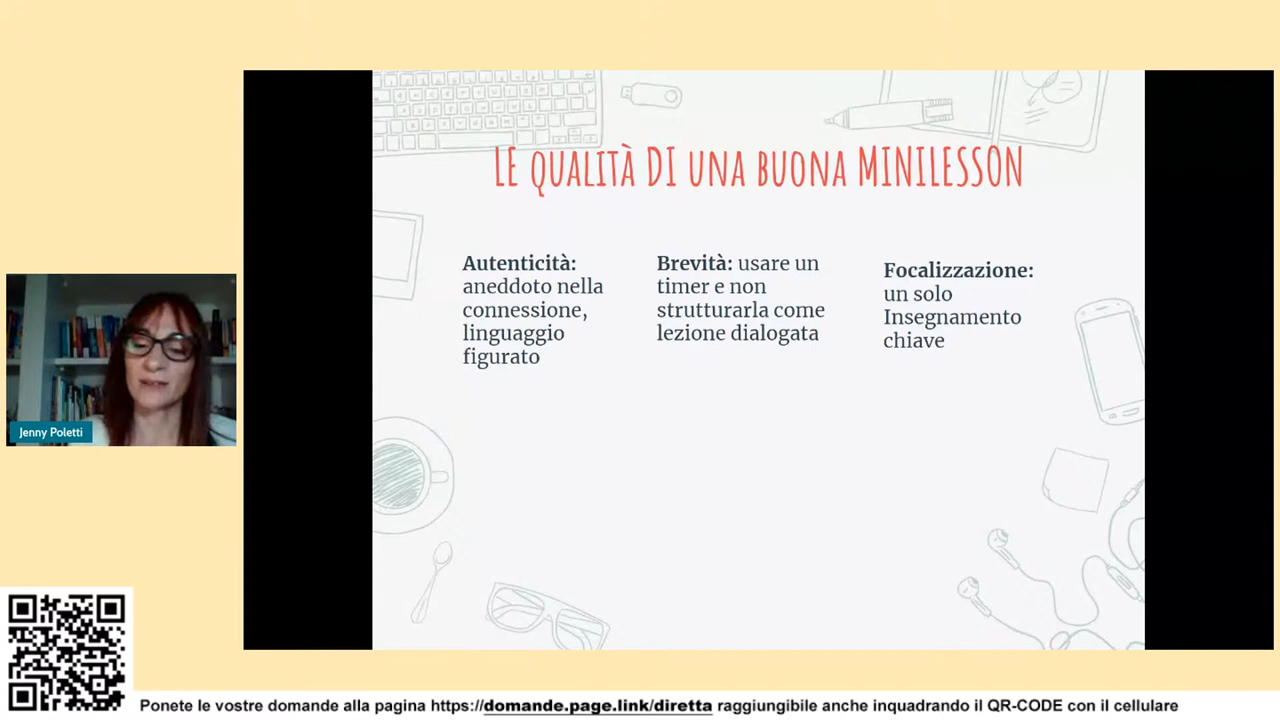 LE QUALITÀ DI UNA BUONA MINILESSON
Autenticità:
aneddoto nella
connessione,
linguaggio
figurato
Brevità: usare un
timer e non
strutturarla come
lezione dialogata
Focalizzazione:
un solo
Insegnamento
chiave
Jenny Poletti
Ponete le vostre domande alla pagina https://domande.page.link/diretta raggiungibile anche inquadrando il QR-CODE con il cellulare